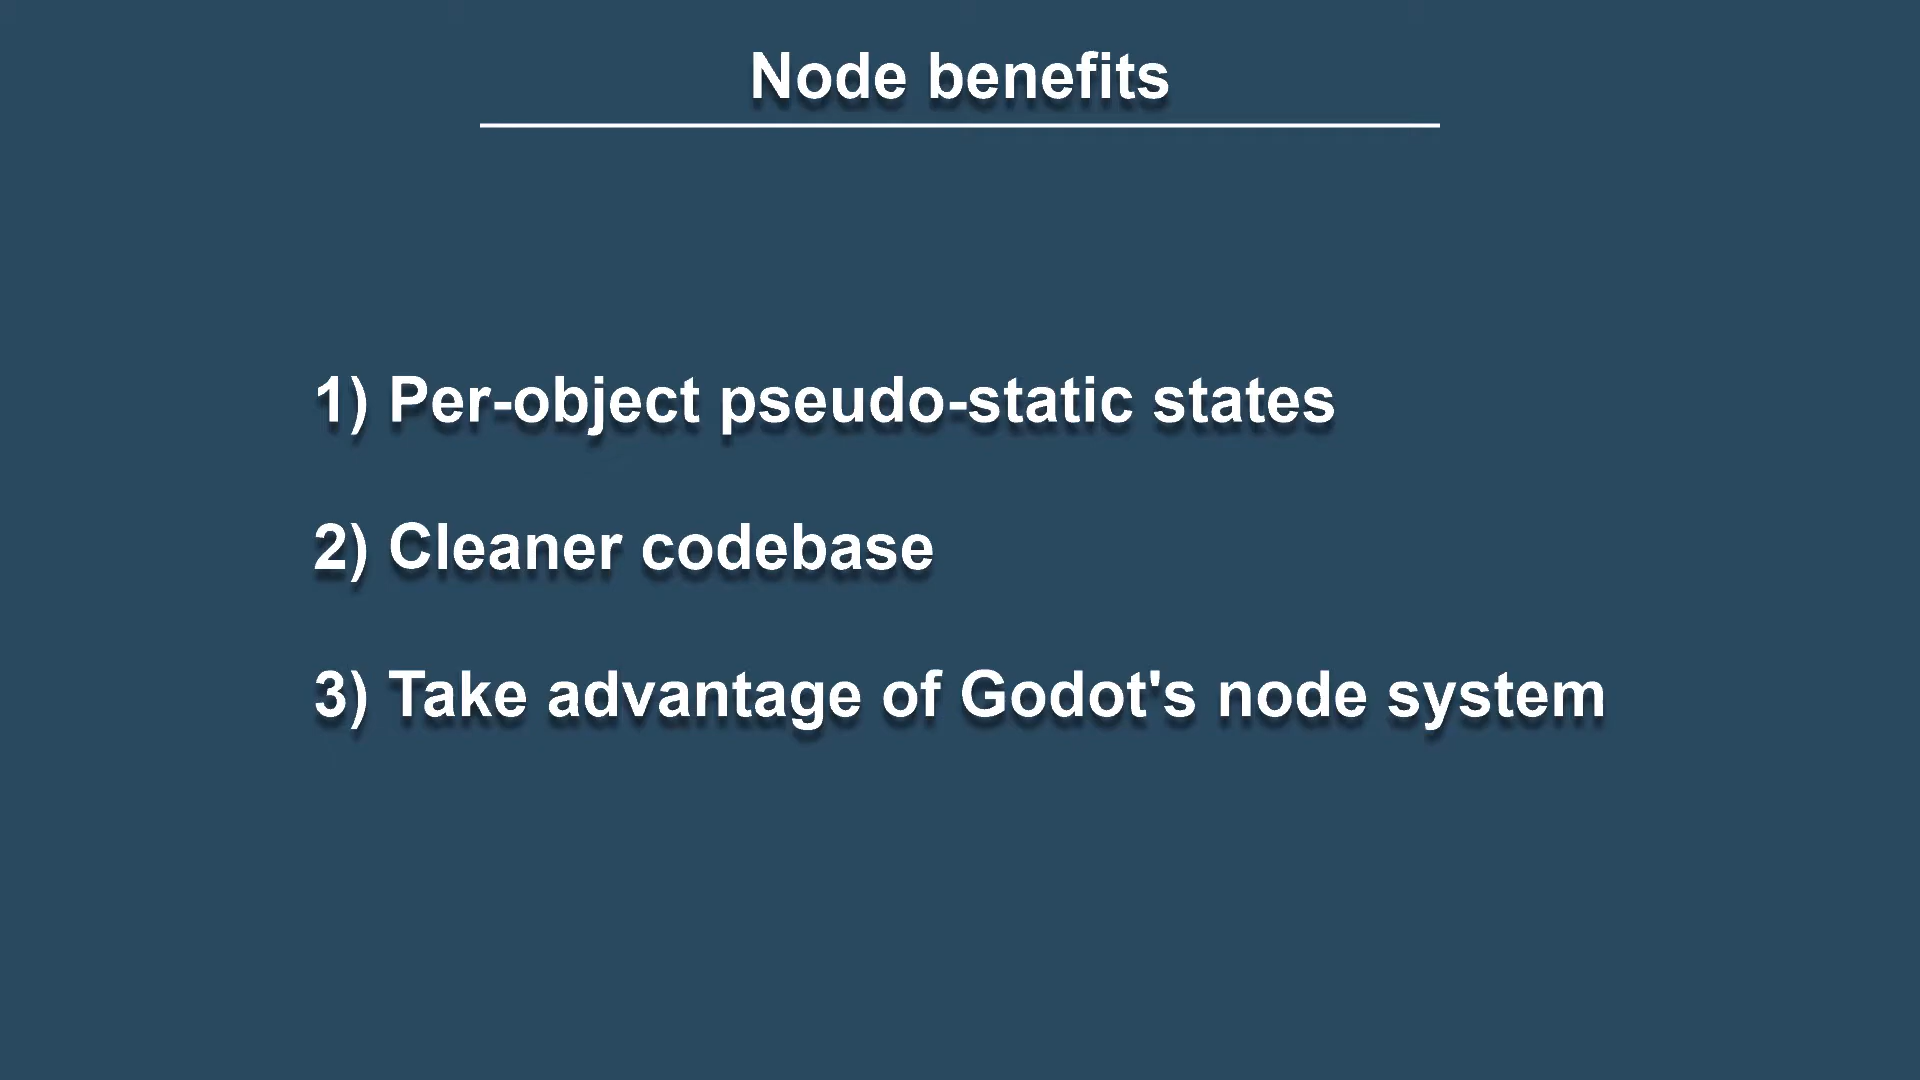 Node benefits
1) Per-object pseudo-static states
2) Cleaner codebase
3) Take advantage of Godot's node system